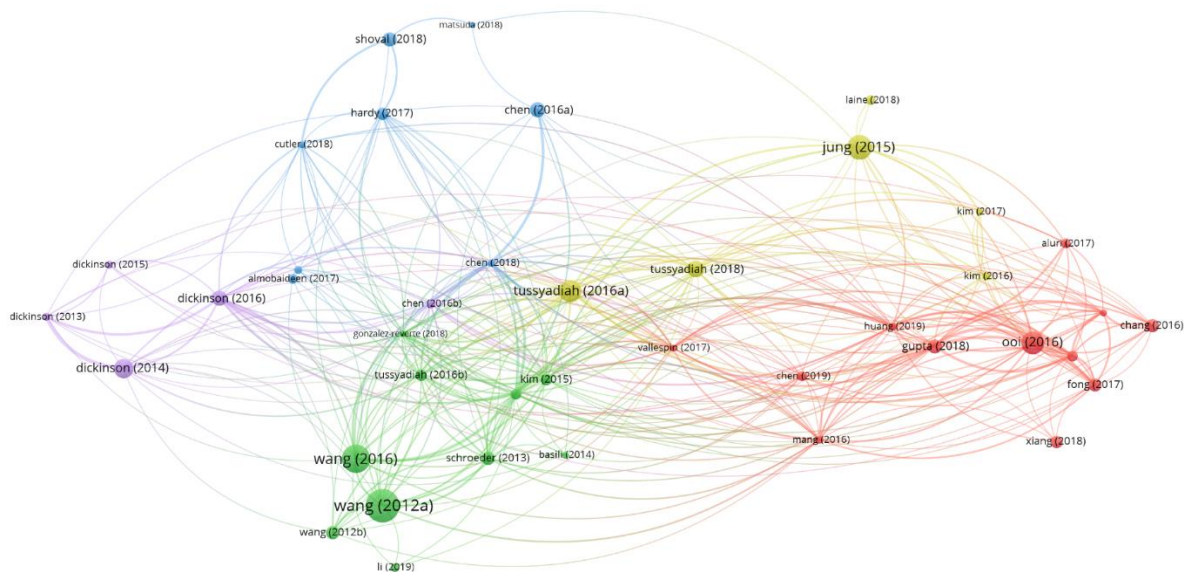 matsuda (2018)
shoval (2018)
laine (2018)
chen (2016a)
hardy (2017)
cutler (2018)
jung (2015)
kim (2017)
alun (2017)
dickinson (2015)
chen (2018)
tussyadiah (2018)
kim (2016)
almobaideen (2017)
tussyadiah (2016a)
dickinson (2016)
chen (2016b)
dickinson (2013)
gonzalez-reverte (2018)
huang (2019)
chang (2016)
vallespin (2017)
gupta (2018)
ooi (2016)
dickinson (2014)
tussyadiah (2016b)
kim (2015)
chen (2019)
fong (2017)
mang (2016)
xiang (2018)
wang (2016)
schroeder (2013)
basili (2014)
wang (2012a)
wang (2012b)
li (2019)